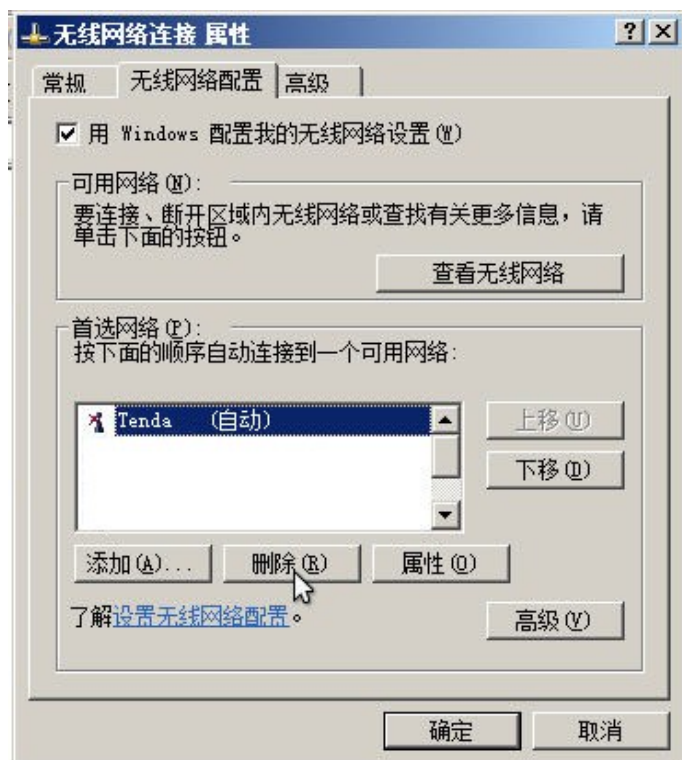 无线网络连接 属性
常规 无线网络配置 高级
用 Windows 配置我的无线网络设置(W)
可用网络(N):
要连接、断开区域内无线网络或查找有关更多信息，请
单击下面的按钮。
查看无线网络
首选网络(P):
按下面的顺序自动连接到一个可用网络:
Tenda (自动)
上移(U)
下移(D)
添加(A)... 删除(R) 属性(O)
了解设置无线网络配置。
高级(V)
确定 取消